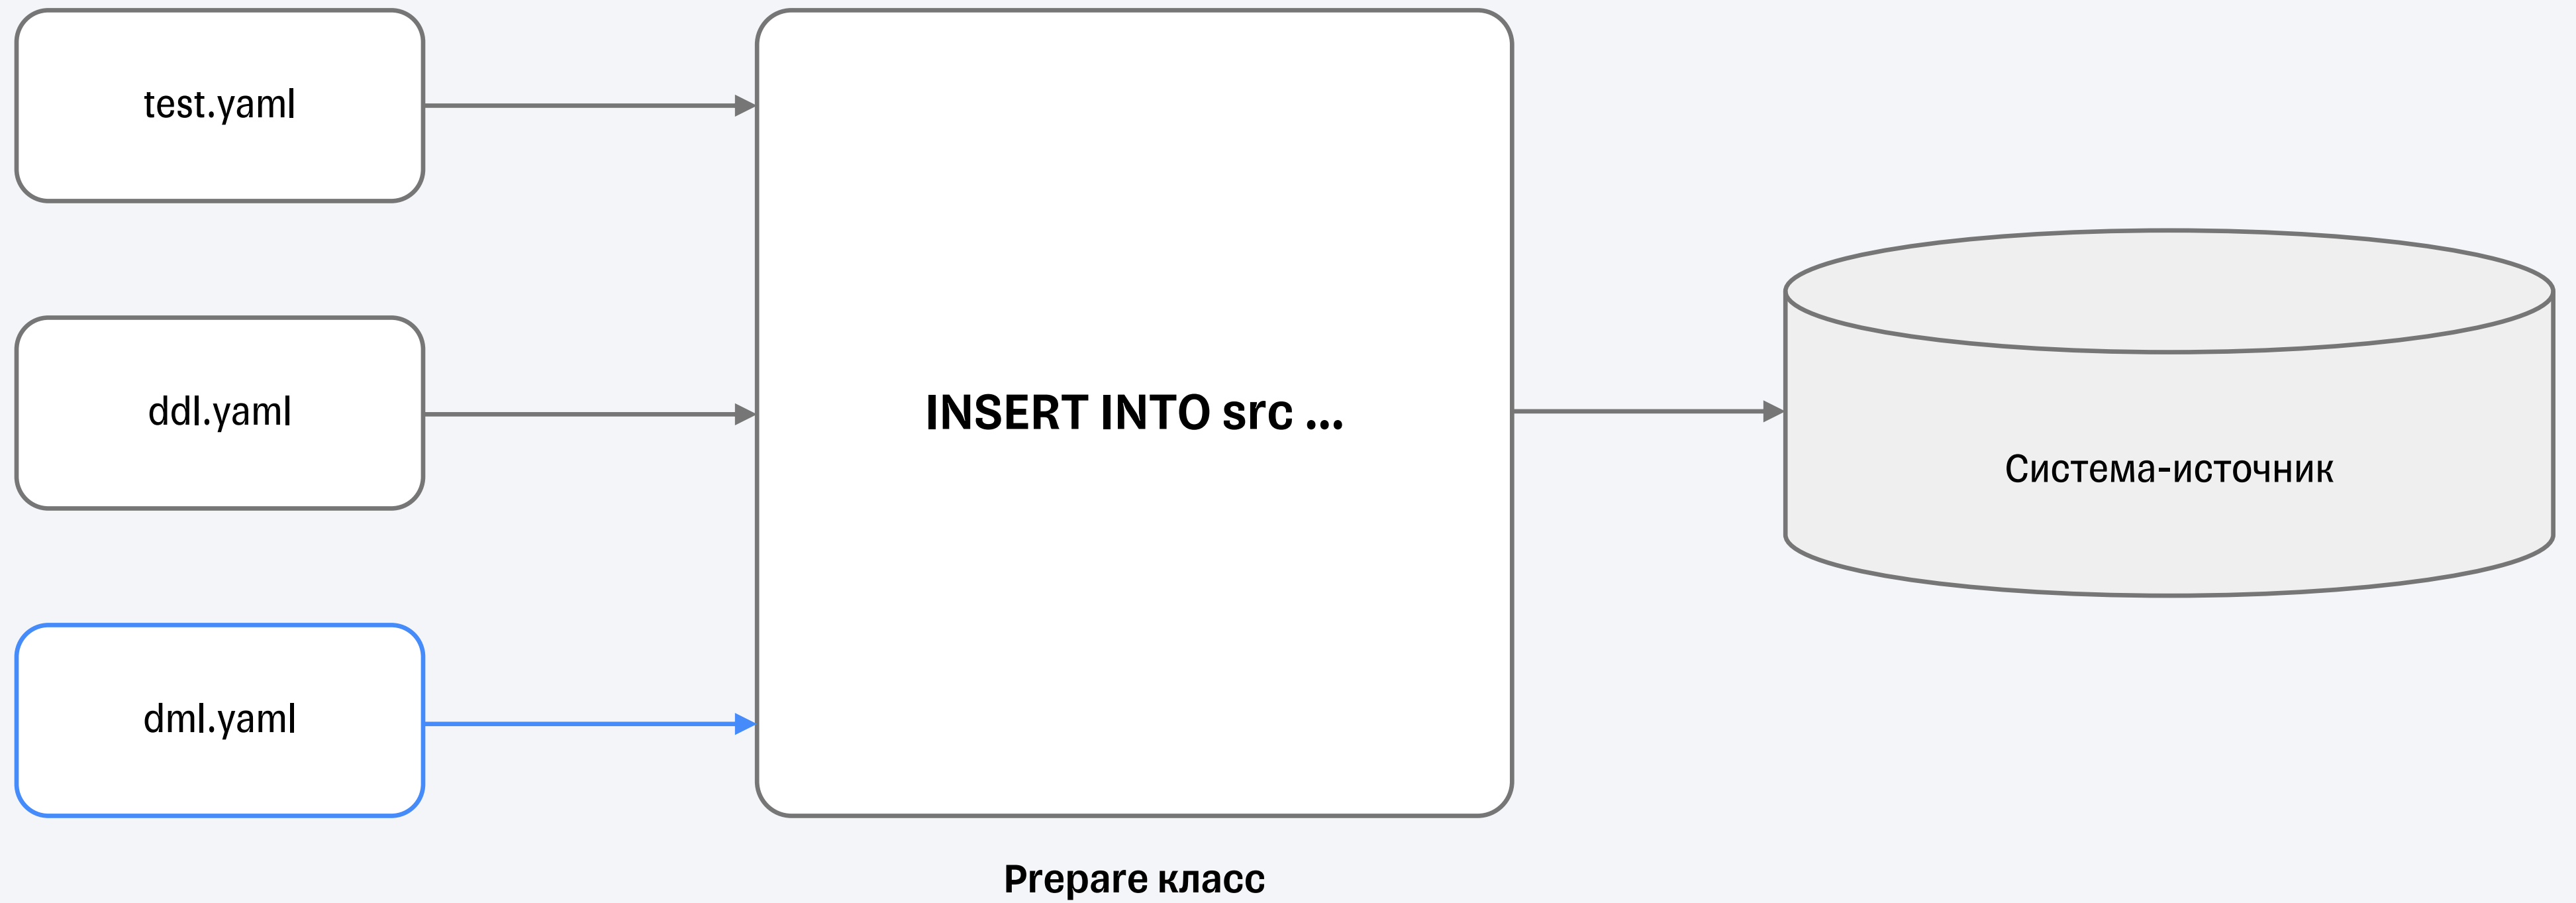 test.yaml
ddl.yaml
dml.yaml
INSERT INTO src ...
Prepare класс
Система-источник